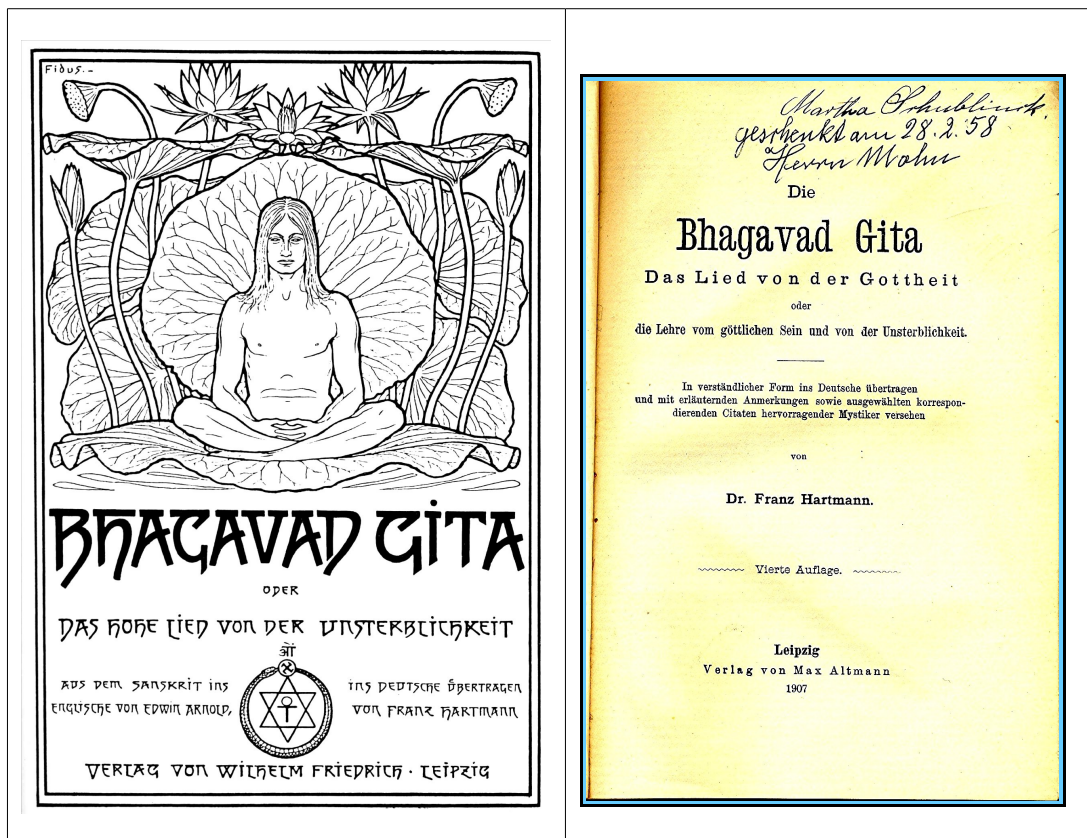 Fidus.-
BHAGAVAD GITA
ODER
DAS HOHE LIED VON DER UNSTERBLICHKEIT
ॐ
AUS DEM SANSKRIT INS
ENGLISCHE VON EDWIN ARNOLD,
INS DEUTSCHE ÜBERTRAGEN
VON FRANZ HARTMANN
VERLAG VON WILHELM FRIEDRICH · LEIPZIG
Martha
geschenkt am 28.2.58
Herrn Mohn
Die
Bhagavad Gita
Das Lied von der Gottheit
oder
die Lehre vom göttlichen Sein und von der Unsterblichkeit.
In verständlicher Form ins Deutsche übertragen
und mit erläuternden Anmerkungen sowie ausgewählten korrespon-
dierenden Citaten hervorragender Mystiker versehen
von
Dr. Franz Hartmann.
Vierte Auflage.
Leipzig
Verlag von Max Altmann
1907